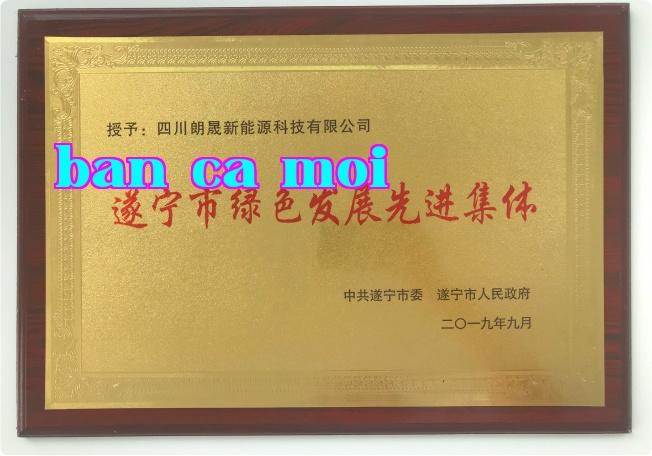 授予：四川朗晟新能源科技有限公司
ban ca moi
遂宁市绿色发展先进集体
中共遂宁市委 遂宁市人民政府
二〇一九年九月